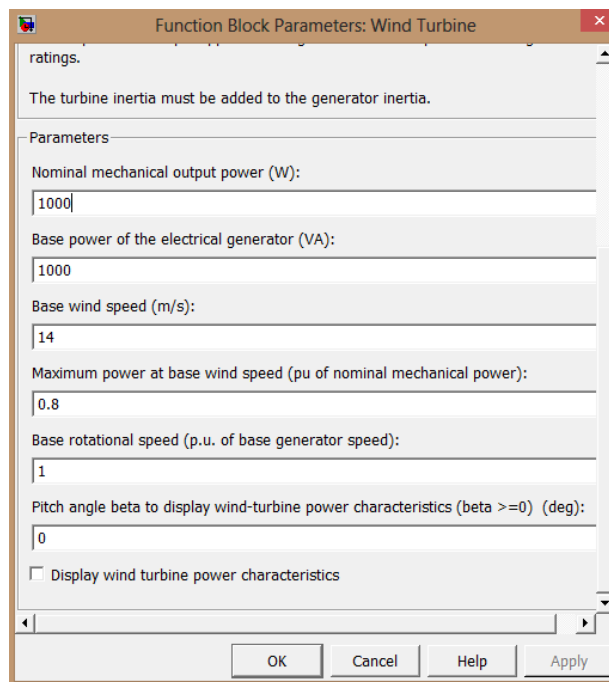 Function Block Parameters: Wind Turbine
ratings.
The turbine inertia must be added to the generator inertia.
Parameters
Nominal mechanical output power (W):
1000
Base power of the electrical generator (VA):
1000
Base wind speed (m/s):
14
Maximum power at base wind speed (pu of nominal mechanical power):
0.8
Base rotational speed (p.u. of base generator speed):
1
Pitch angle beta to display wind-turbine power characteristics (beta >=0) (deg):
0
Display wind turbine power characteristics
OK Cancel Help Apply